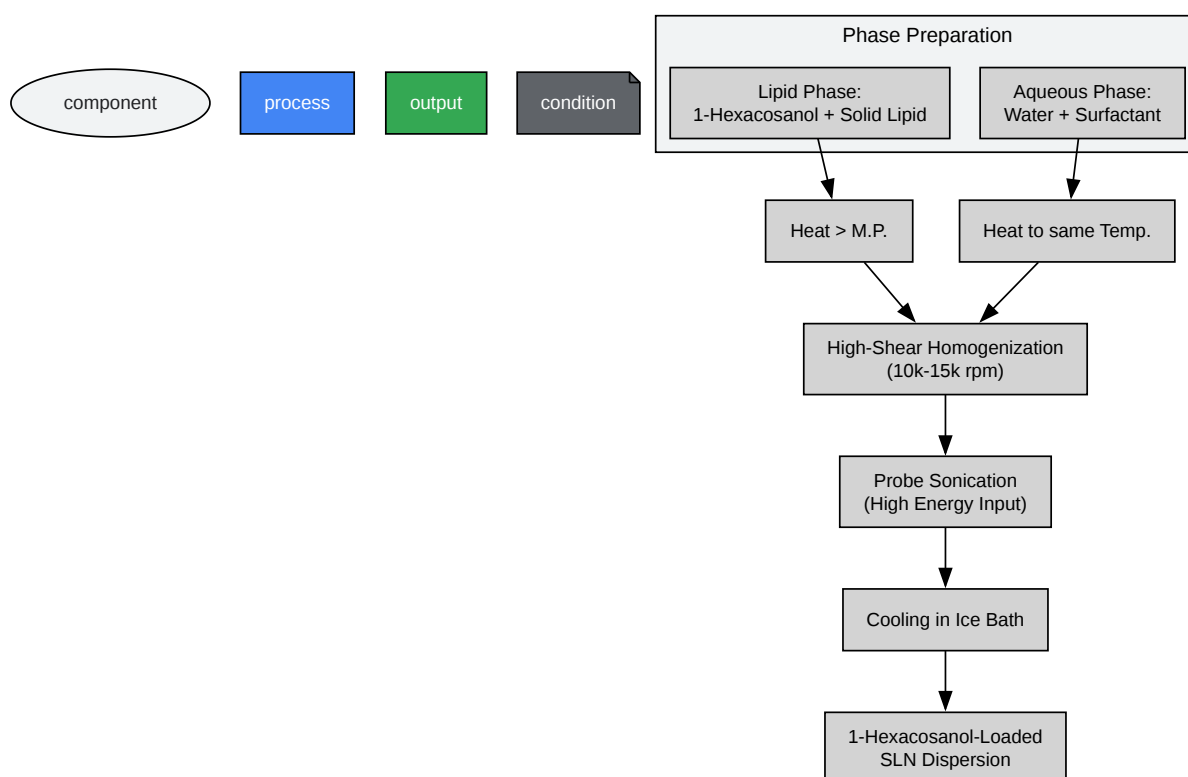 Phase Preparation
component
process
output
condition
Lipid Phase:
1-Hexacosanol + Solid Lipid
Aqueous Phase:
Water + Surfactant
Heat > M.P.
Heat to same Temp.
High-Shear Homogenization
(10k-15k rpm)
Probe Sonication
(High Energy Input)
Cooling in Ice Bath
1-Hexacosanol-Loaded
SLN Dispersion